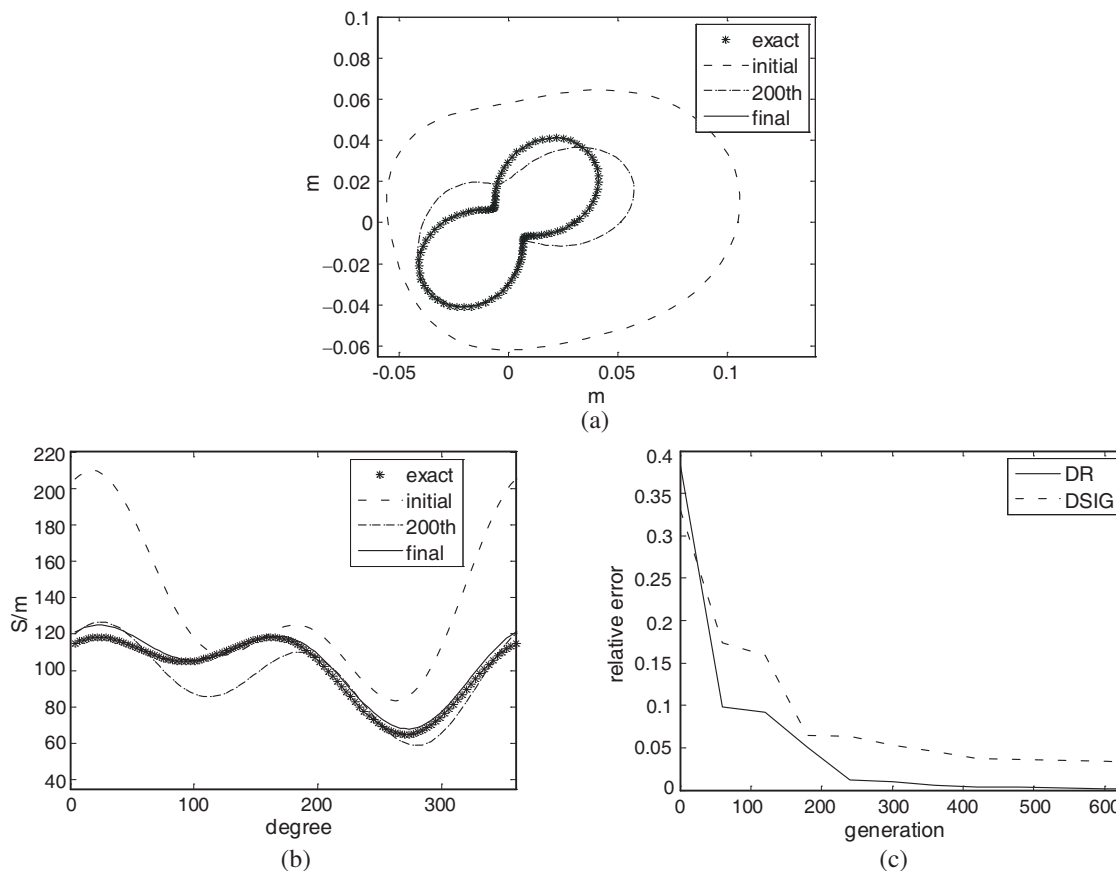 0.1
0.08
0.06
0.04
0.02
0
−0.02
−0.04
−0.06
m
-0.05
0
0.05
0.1
m
exact
initial
200th
final
(a)
220
200
180
160
140
120
100
80
60
40
S/m
0
100
200
300
degree
exact
initial
200th
final
(b)
0.4
0.35
0.3
0.25
0.2
0.15
0.1
0.05
0
relative error
0
100
200
300
400
500
600
generation
DR
DSIG
(c)